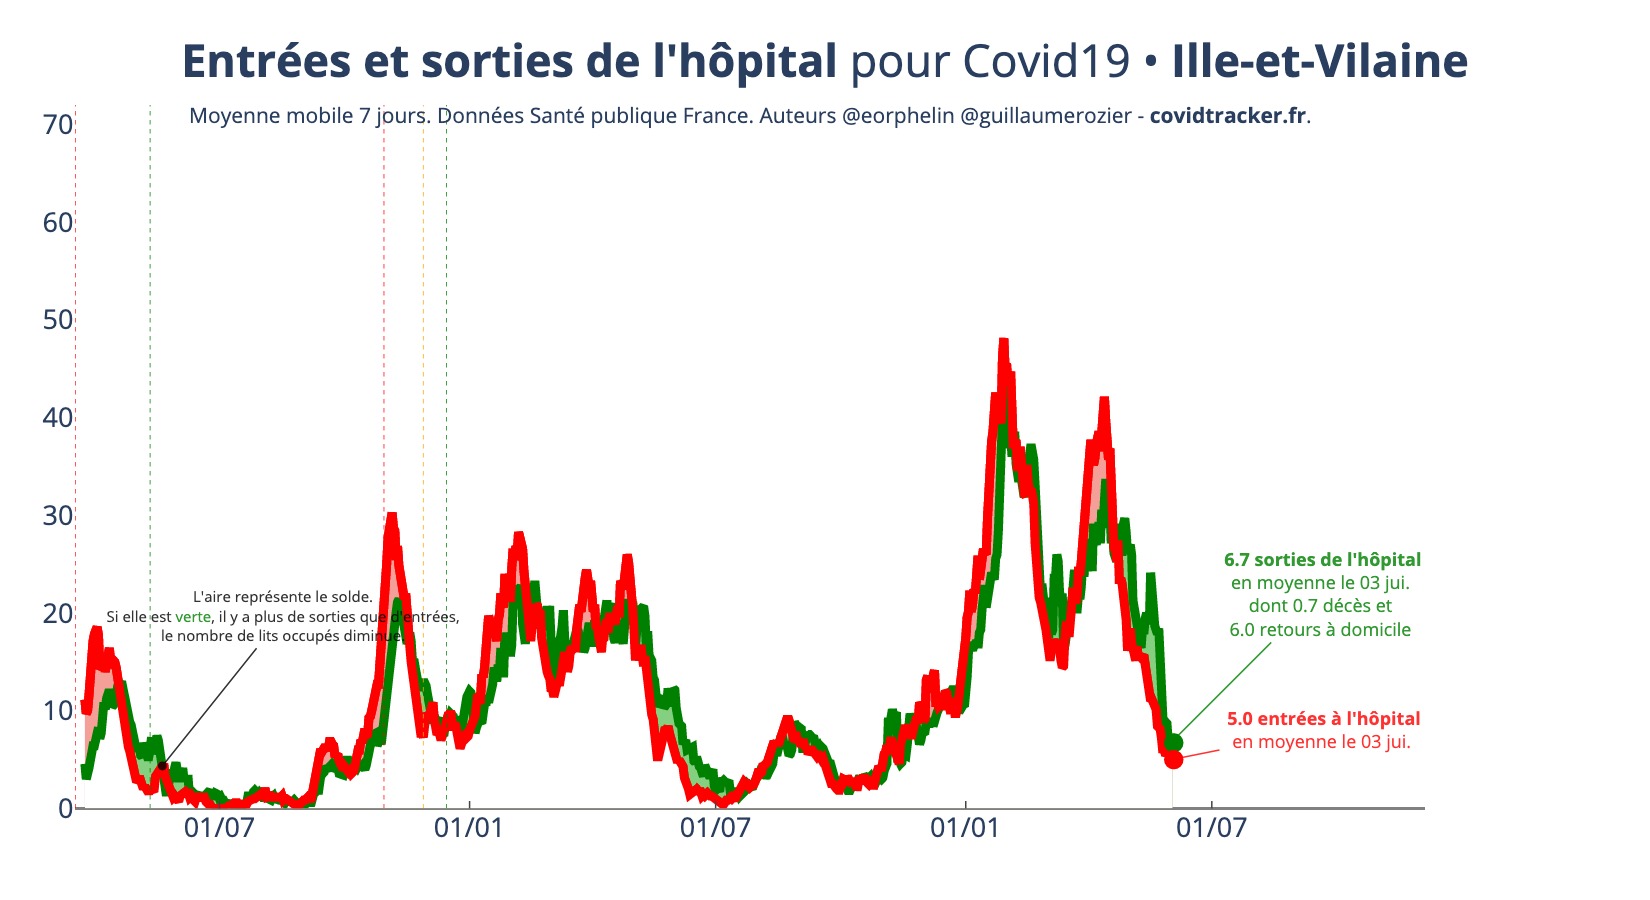 Entrées et sorties de l'hôpital pour Covid19 • Ille-et-Vilaine
Moyenne mobile 7 jours. Données Santé publique France. Auteurs @eorphelin @guillaumerozier - covidtracker.fr.
70
60
50
40
30
20
10
0
L'aire représente le solde.
Si elle est verte, il y a plus de sorties que d'entrées,
le nombre de lits occupés diminue.
6.7 sorties de l'hôpital
en moyenne le 03 jui.
dont 0.7 décès et
6.0 retours à domicile
5.0 entrées à l'hôpital
en moyenne le 03 jui.
01/07
01/01
01/07
01/01
01/07